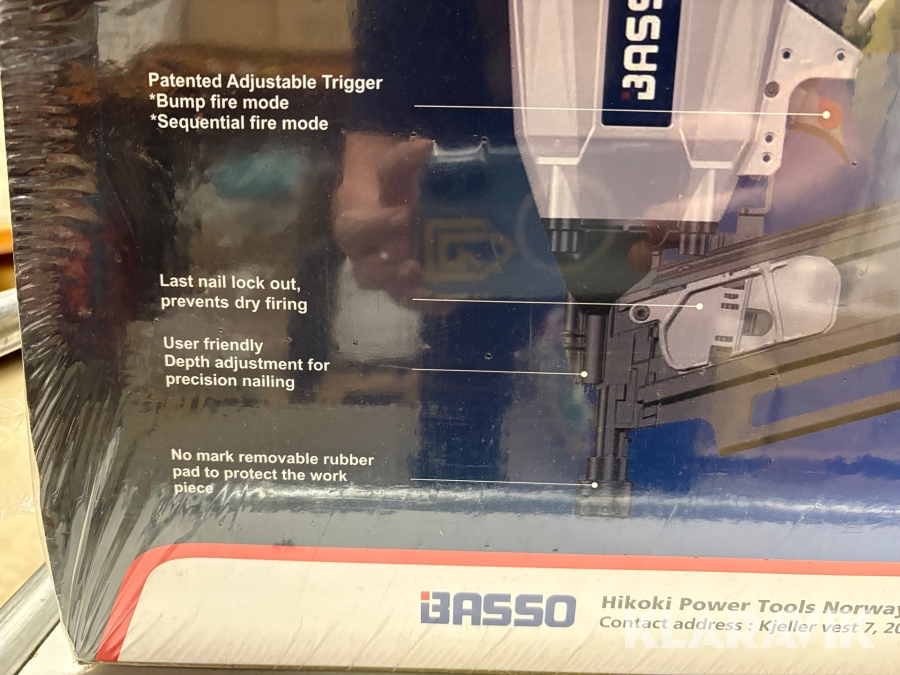 BASSO
Patented Adjustable Trigger
*Bump fire mode
*Sequential fire mode
Last nail lock out,
prevents dry firing
User friendly
Depth adjustment for
precision nailing
No mark removable rubber
pad to protect the work
piece
BASSO
Hikoki Power Tools Norway
Contact address : Kjeller vest 7, 20
KLARAVIK